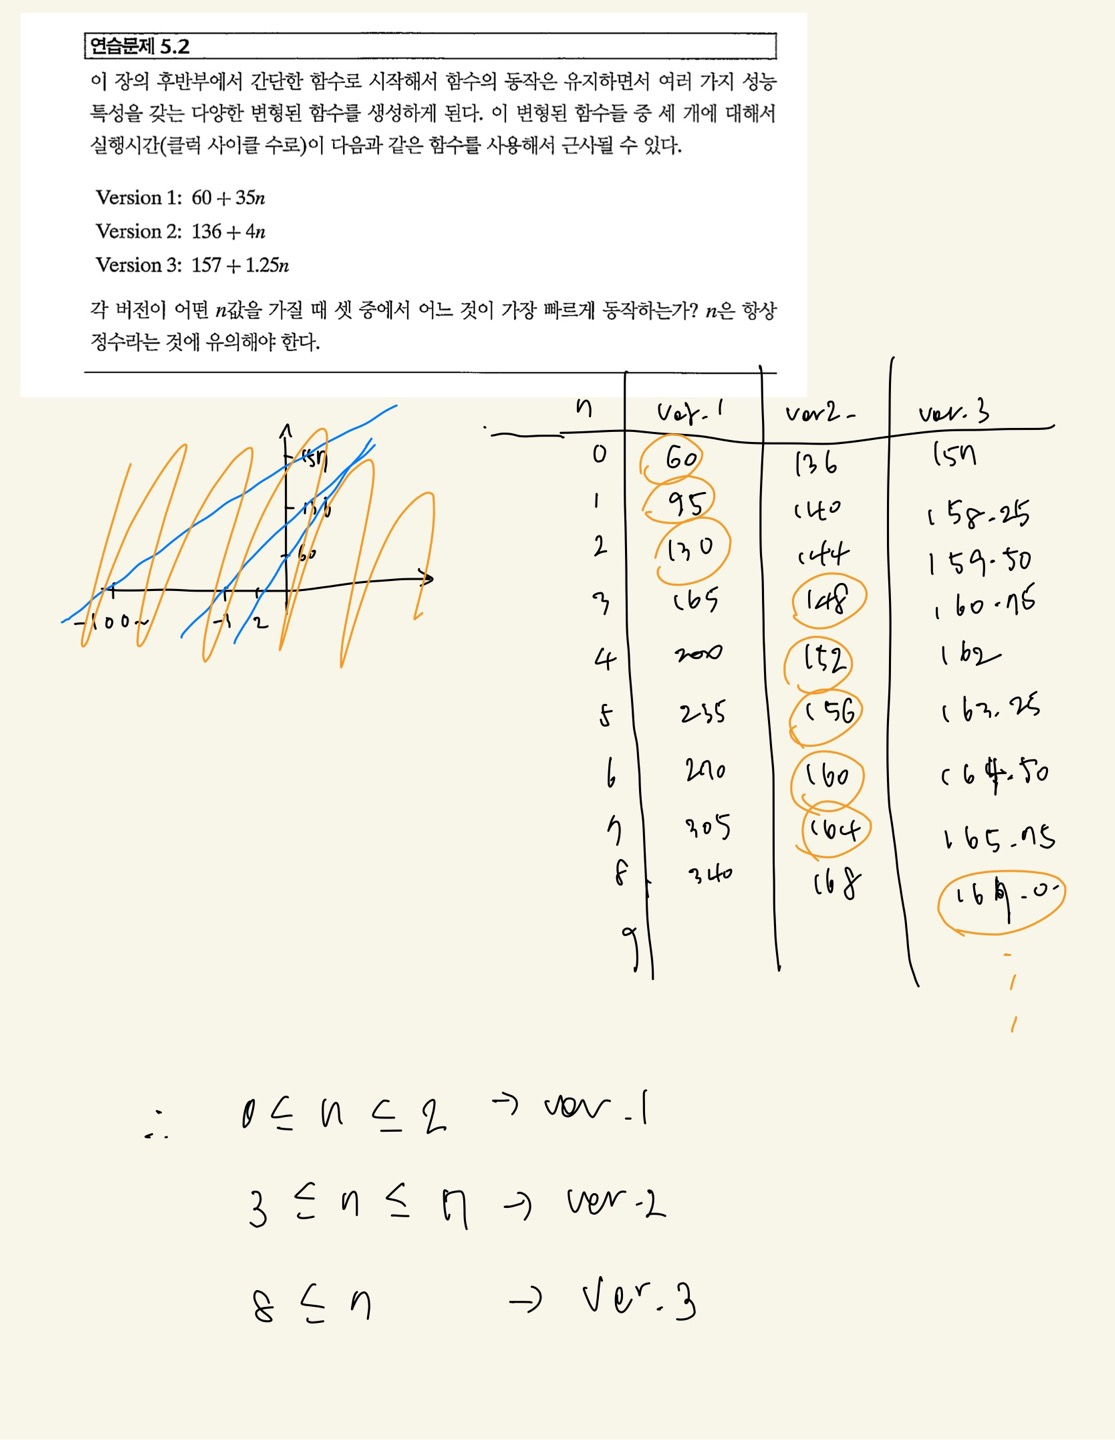 연습문제 5.2
이 장의 후반부에서 간단한 함수로 시작해서 함수의 동작은 유지하면서 여러 가지 성능
특성을 갖는 다양한 변형된 함수를 생성하게 된다. 이 변형된 함수들 중 세 개에 대해서
실행시간(클럭 사이클 수로)이 다음과 같은 함수를 사용해서 근사될 수 있다.
Version 1: 60 + 35n
Version 2: 136 + 4n
Version 3: 157 + 1.25n
각 버전이 어떤 n값을 가질 때 셋 중에서 어느 것이 가장 빠르게 동작하는가? n은 항상
정수라는 것에 유의해야 한다.
157
136
60
-100~ -1 2
n ver.1 ver2- ver.3
0 60 136 157
1 95 140 158.25
2 130 144 159.50
3 165 148 160.75
4 200 152 162
5 235 156 163.25
6 270 160 164.50
7 305 164 165.75
8 340 168 167.0
9
∴ 0 ≤ n ≤ 2 → ver.1
3 ≤ n ≤ 7 → ver.2
8 ≤ n → ver.3